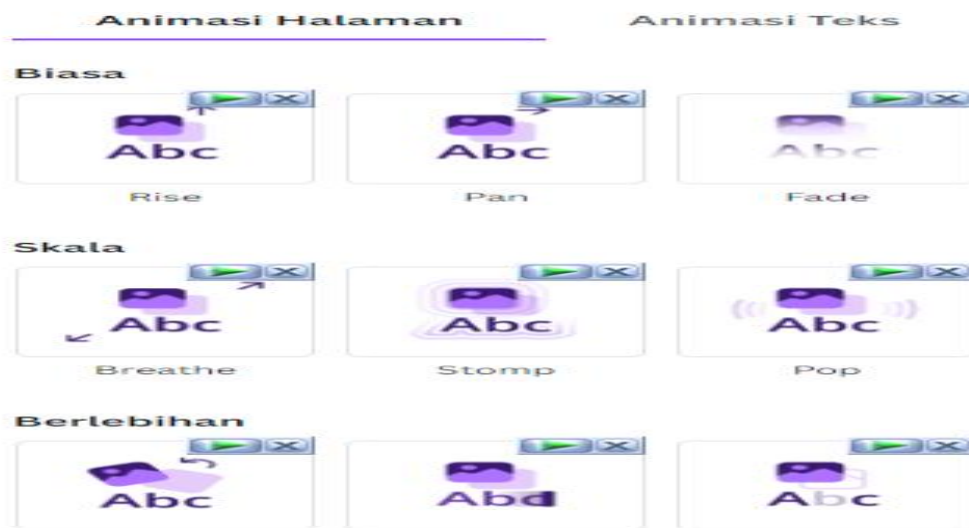 Animasi Halaman Animasi Teks
Biasa
Abc Abc Abc
Rise Pan Fade
Skala
Abc Abc Abc
Breathe Stomp Pop
Berlebihan
Abc Abd Abc